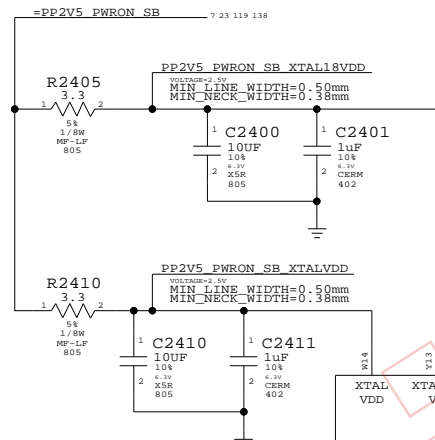 =PP2V5_PWRON_SB
7 23 119 138
PP2V5_PWRON_SB_XTAL18VDD
VOLTAGE=2.5V
MIN_LINE_WIDTH=0.50mm
MIN_NECK_WIDTH=0.38mm
R2405
3.3
1 2
5%
1/8W
MF-LF
805
1 C2400
10UF
10%
6.3V
2 X5R
805
1 C2401
1uF
10%
6.3V
2 CERM
402
PP2V5_PWRON_SB_XTALVDD
VOLTAGE=2.5V
MIN_LINE_WIDTH=0.50mm
MIN_NECK_WIDTH=0.38mm
R2410
3.3
1 2
5%
1/8W
MF-LF
805
1 C2410
10UF
10%
6.3V
2 X5R
805
1 C2411
1uF
10%
6.3V
2 CERM
402
W14
Y13
XTAL
VDD
XTA
V